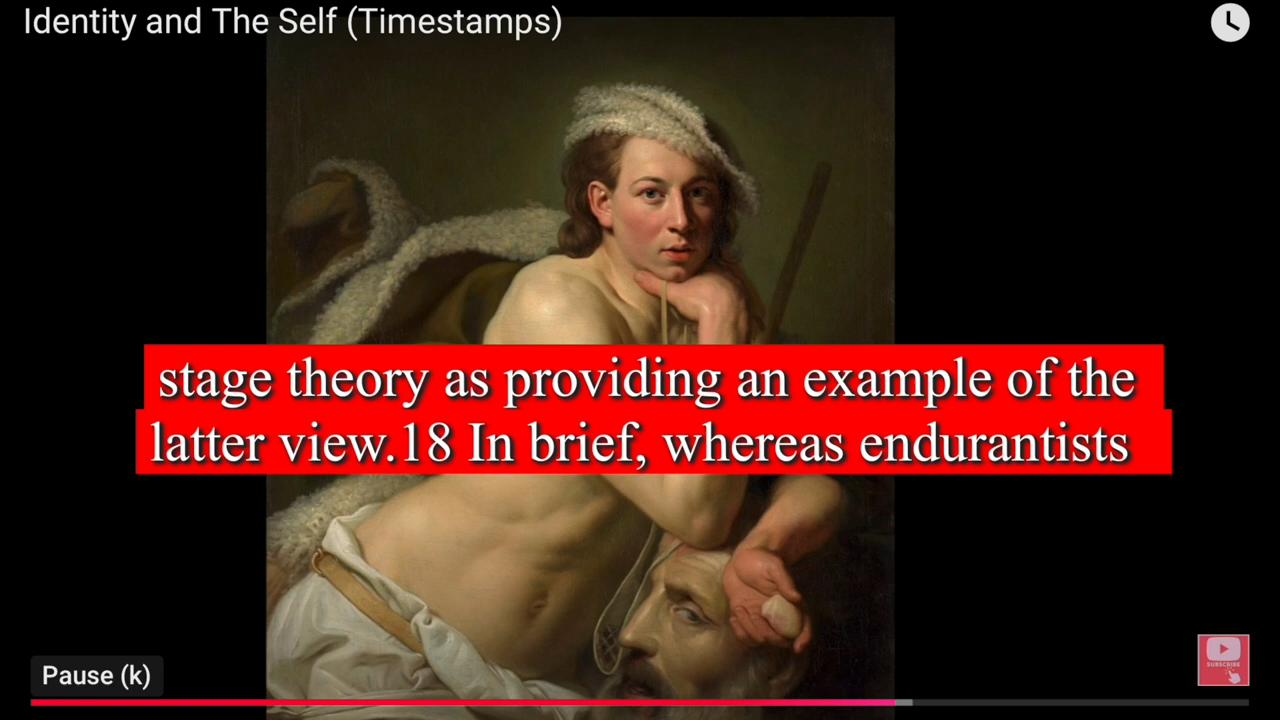 Identity and The Self (Timestamps)
stage theory as providing an example of the
latter view.18 In brief, whereas endurantists
Pause (k)
SUBSCRIBE